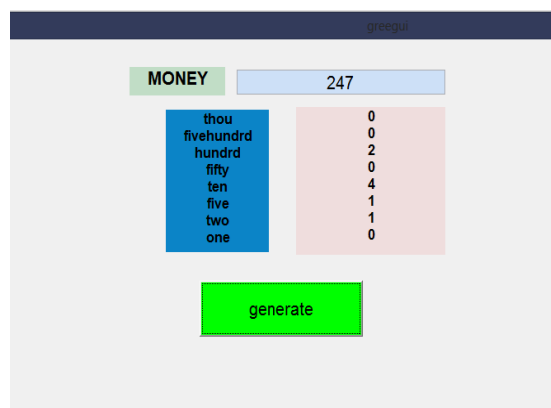 greegui
MONEY 247
thou 0
fivehundrd 0
hundrd 2
fifty 0
ten 4
five 1
two 1
one 0
generate